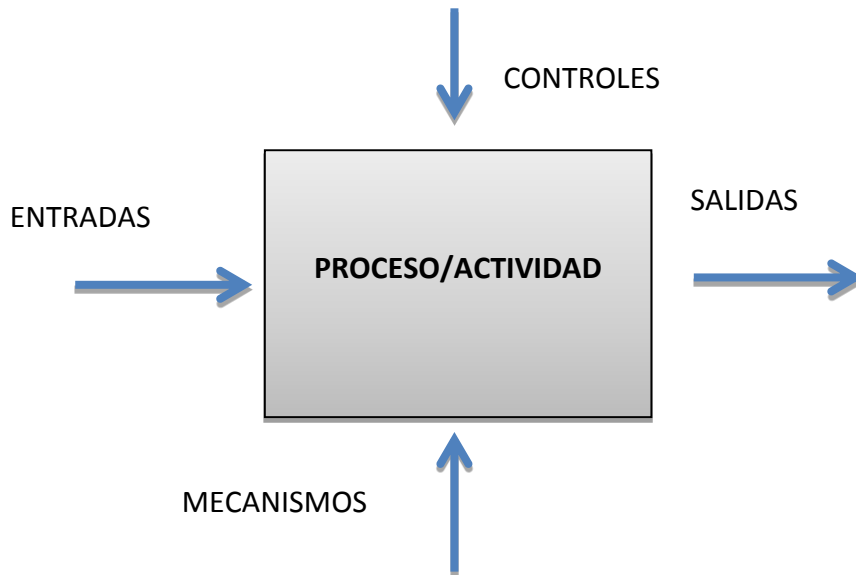 CONTROLES
ENTRADAS
SALIDAS
PROCESO/ACTIVIDAD
MECANISMOS